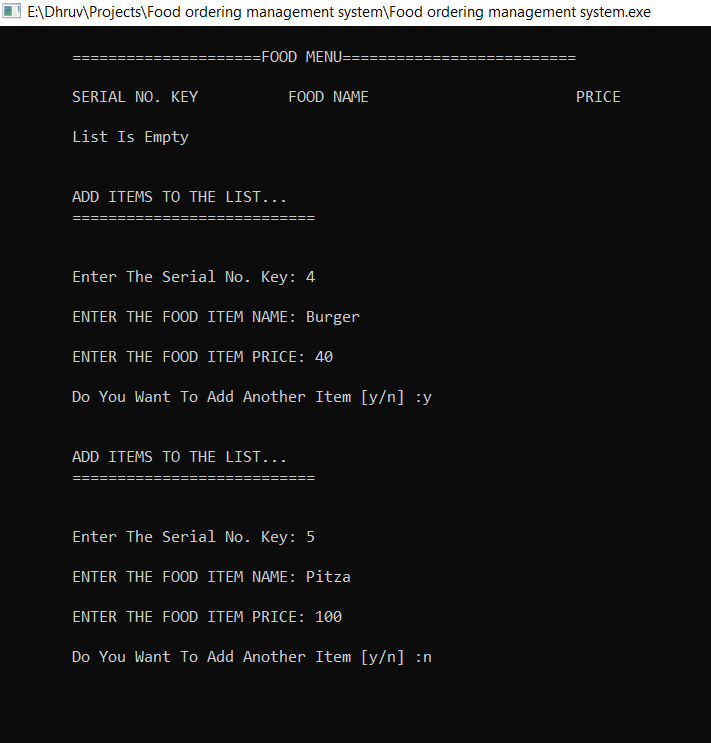 E:\Dhruv\Projects\Food ordering management system\Food ordering management system.exe
=====================FOOD MENU==========================
SERIAL NO. KEY          FOOD NAME                       PRICE
List Is Empty
ADD ITEMS TO THE LIST...
===========================
Enter The Serial No. Key: 4
ENTER THE FOOD ITEM NAME: Burger
ENTER THE FOOD ITEM PRICE: 40
Do You Want To Add Another Item [y/n] :y
ADD ITEMS TO THE LIST...
===========================
Enter The Serial No. Key: 5
ENTER THE FOOD ITEM NAME: Pitza
ENTER THE FOOD ITEM PRICE: 100
Do You Want To Add Another Item [y/n] :n